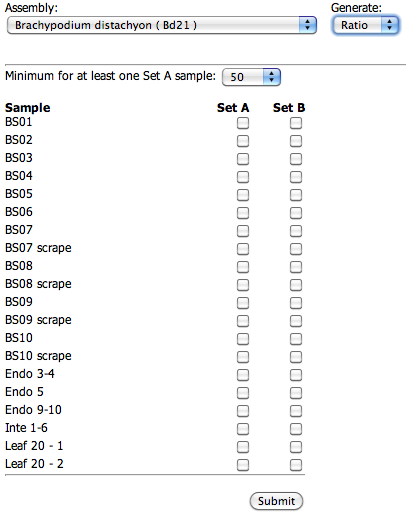 Assembly: Generate:
Brachypodium distachyon ( Bd21 ) Ratio
Minimum for at least one Set A sample: 50
Sample Set A Set B
BS01
BS02
BS03
BS04
BS05
BS06
BS07
BS07 scrape
BS08
BS08 scrape
BS09
BS09 scrape
BS10
BS10 scrape
Endo 3-4
Endo 5
Endo 9-10
Inte 1-6
Leaf 20 - 1
Leaf 20 - 2
Submit